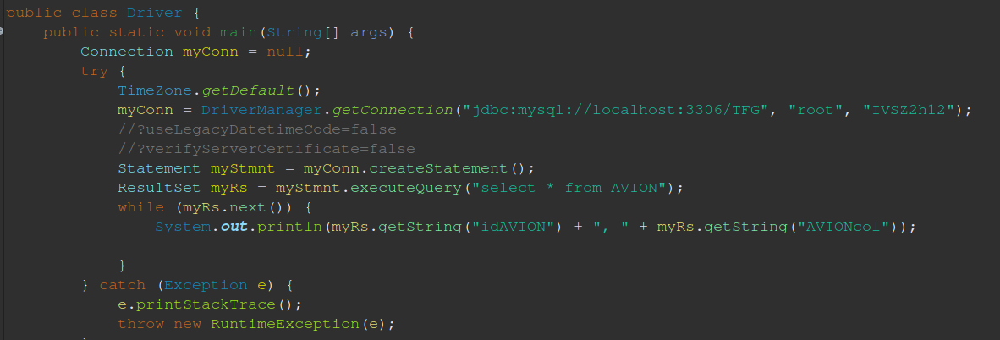 public class Driver {
public static void main(String[] args) {
Connection myConn = null;
try {
TimeZone.getDefault();
myConn = DriverManager.getConnection("jdbc:mysql://localhost:3306/TFG", "root", "IVSZ2hl2");
//?useLegacyDatetimeCode=false
//?verifyServerCertificate=false
Statement myStmnt = myConn.createStatement();
ResultSet myRs = myStmnt.executeQuery("select * from AVION");
while (myRs.next()) {
System.out.println(myRs.getString("idAVION") + ", " + myRs.getString("AVIONcol"));
}
} catch (Exception e) {
e.printStackTrace();
throw new RuntimeException(e);